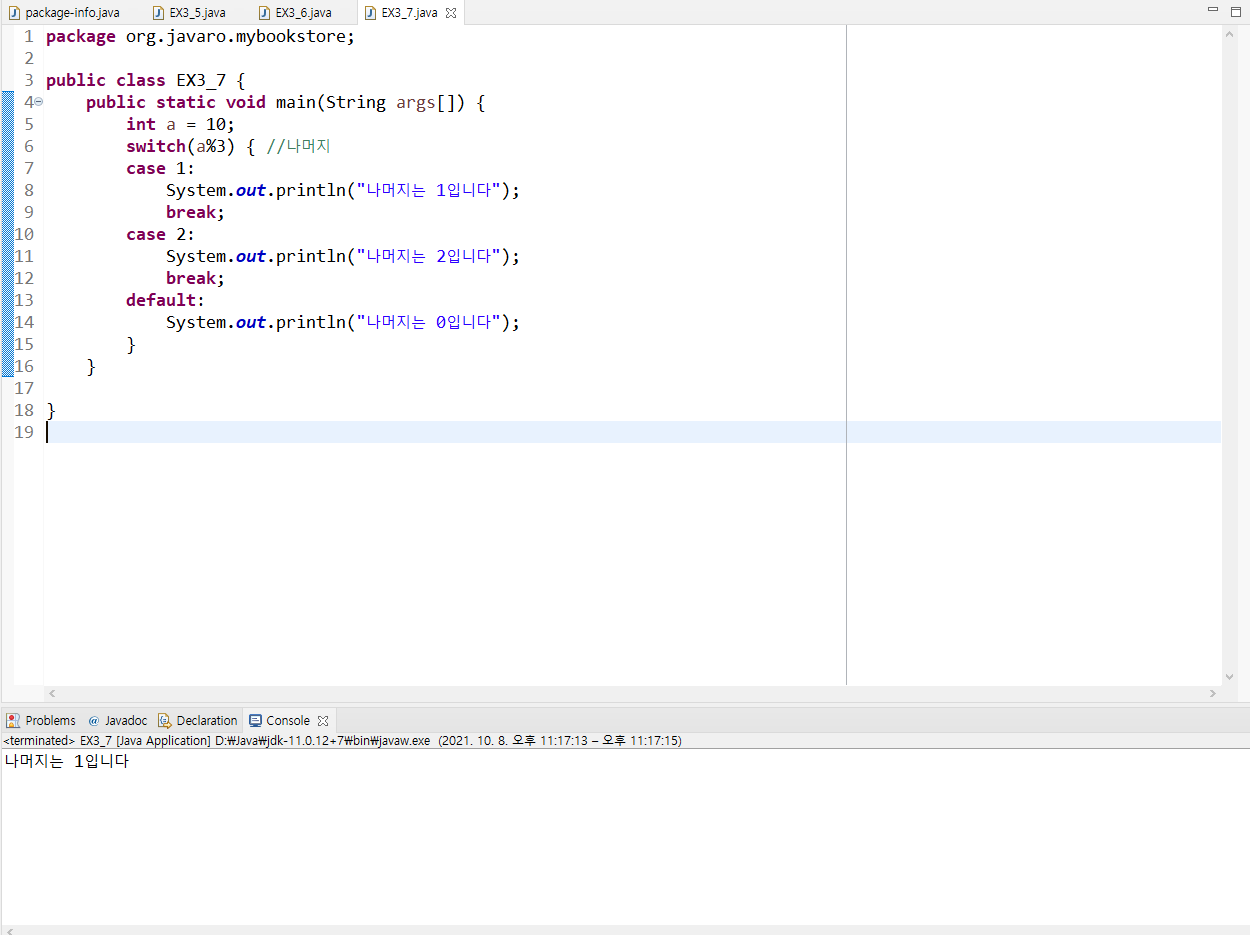 package-info.java EX3_5.java EX3_6.java EX3_7.java
1 package org.javaro.mybookstore;
2
3 public class EX3_7 {
4 public static void main(String args[]) {
5 int a = 10;
6 switch(a%3) { //나머지
7 case 1:
8 System.out.println("나머지는 1입니다");
9 break;
10 case 2:
11 System.out.println("나머지는 2입니다");
12 break;
13 default:
14 System.out.println("나머지는 0입니다");
15 }
16 }
17
18 }
19
Problems @ Javadoc Declaration Console
<terminated> EX3_7 [Java Application] D:₩Java₩jdk-11.0.12+7₩bin₩javaw.exe (2021. 10. 8. 오후 11:17:13 – 오후 11:17:15)
나머지는 1입니다